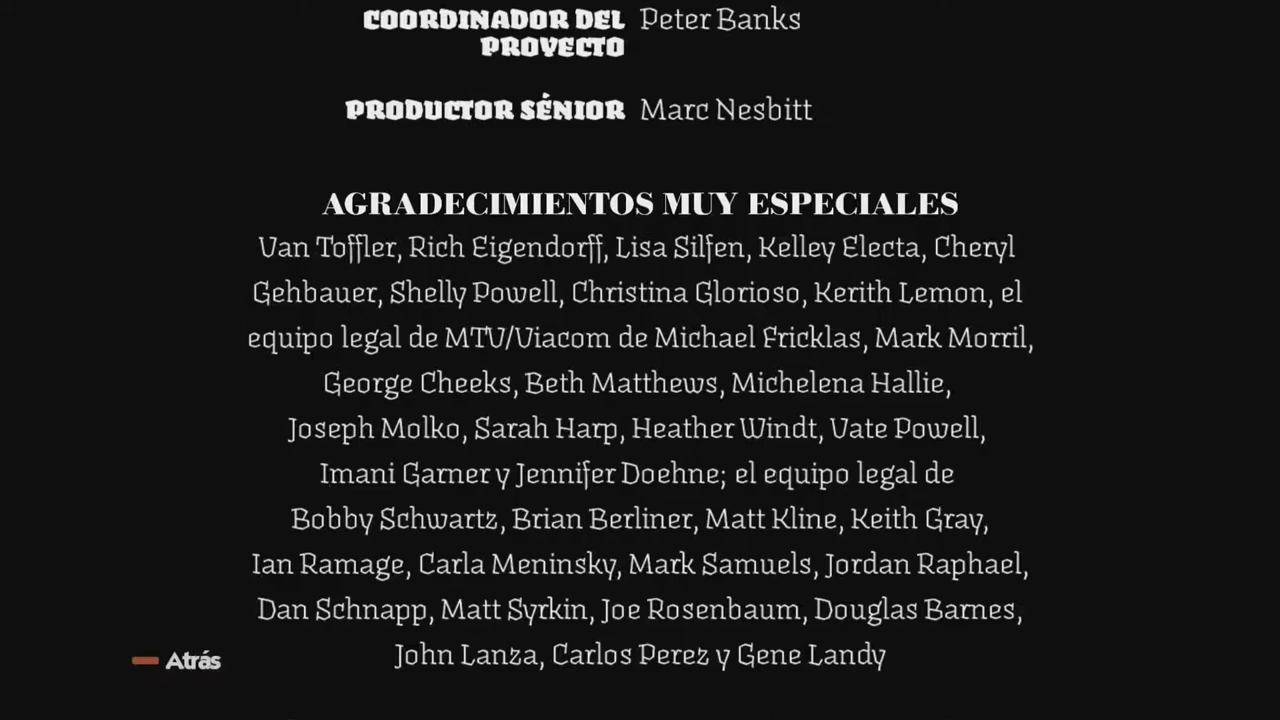 COORDINADOR DEL Peter Banks
PROYECTO
PRODUCTOR SÉNIOR Marc Nesbitt
AGRADECIMIENTOS MUY ESPECIALES
Van Toffler, Rich Eigendorff, Lisa Silfen, Kelley Electa, Cheryl
Gehbauer, Shelly Powell, Christina Glorioso, Kerith Lemon, el
equipo legal de MTV/Viacom de Michael Fricklas, Mark Morril,
George Cheeks, Beth Matthews, Michelena Hallie,
Joseph Molko, Sarah Harp, Heather Windt, Vate Powell,
Imani Garner y Jennifer Doehne; el equipo legal de
Bobby Schwartz, Brian Berliner, Matt Kline, Keith Gray,
Ian Ramage, Carla Meninsky, Mark Samuels, Jordan Raphael,
Dan Schnapp, Matt Syrkin, Joe Rosenbaum, Douglas Barnes,
John Lanza, Carlos Perez y Gene Landy
Atrás